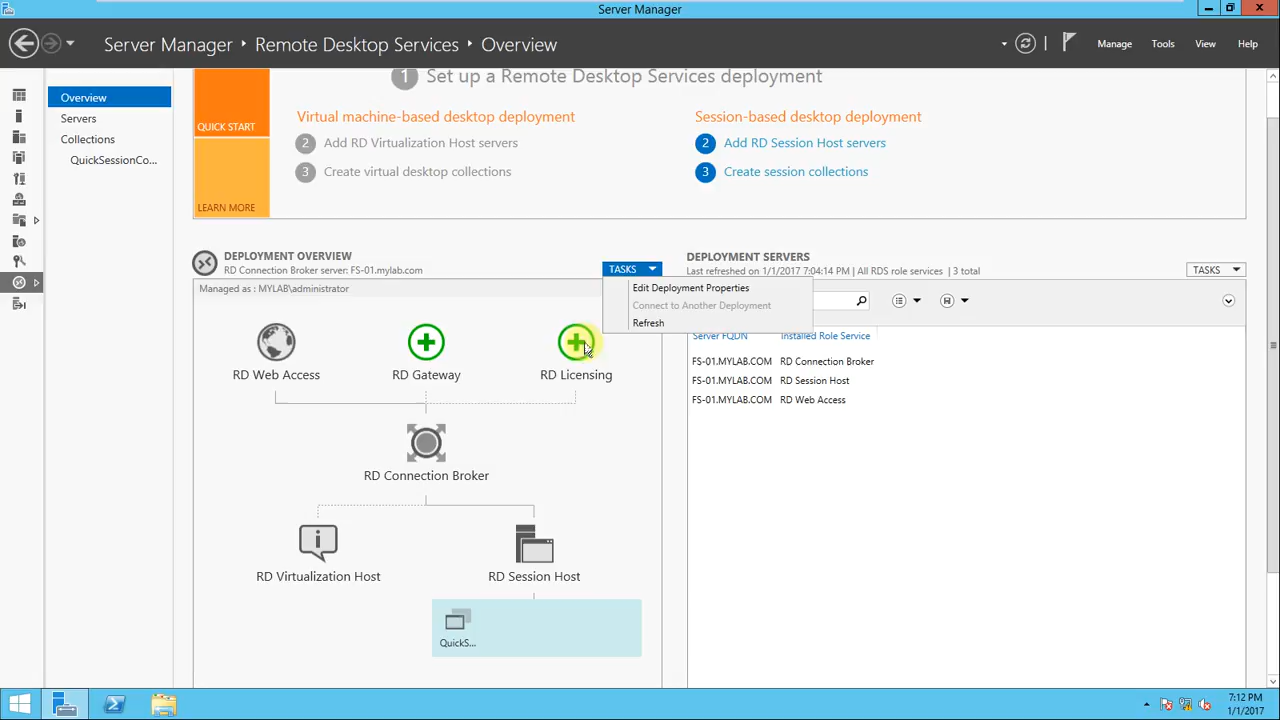 Server Manager
Server Manager ‣ Remote Desktop Services ‣ Overview
Manage Tools View Help
Overview
Servers
Collections
QuickSessionCo...
QUICK START
LEARN MORE
1 Set up a Remote Desktop Services deployment
Virtual machine-based desktop deployment
2 Add RD Virtualization Host servers
3 Create virtual desktop collections
Session-based desktop deployment
2 Add RD Session Host servers
3 Create session collections
DEPLOYMENT OVERVIEW
RD Connection Broker server: FS-01.mylab.com
TASKS
Managed as : MYLAB\administrator
Edit Deployment Properties
Connect to Another Deployment
Refresh
RD Web Access
RD Gateway
RD Licensing
RD Connection Broker
RD Virtualization Host
RD Session Host
QuickS...
DEPLOYMENT SERVERS
Last refreshed on 1/1/2017 7:04:14 PM | All RDS role services | 3 total
TASKS
Server FQDN Installed Role Service
FS-01.MYLAB.COM RD Connection Broker
FS-01.MYLAB.COM RD Session Host
FS-01.MYLAB.COM RD Web Access
7:12 PM
1/1/2017